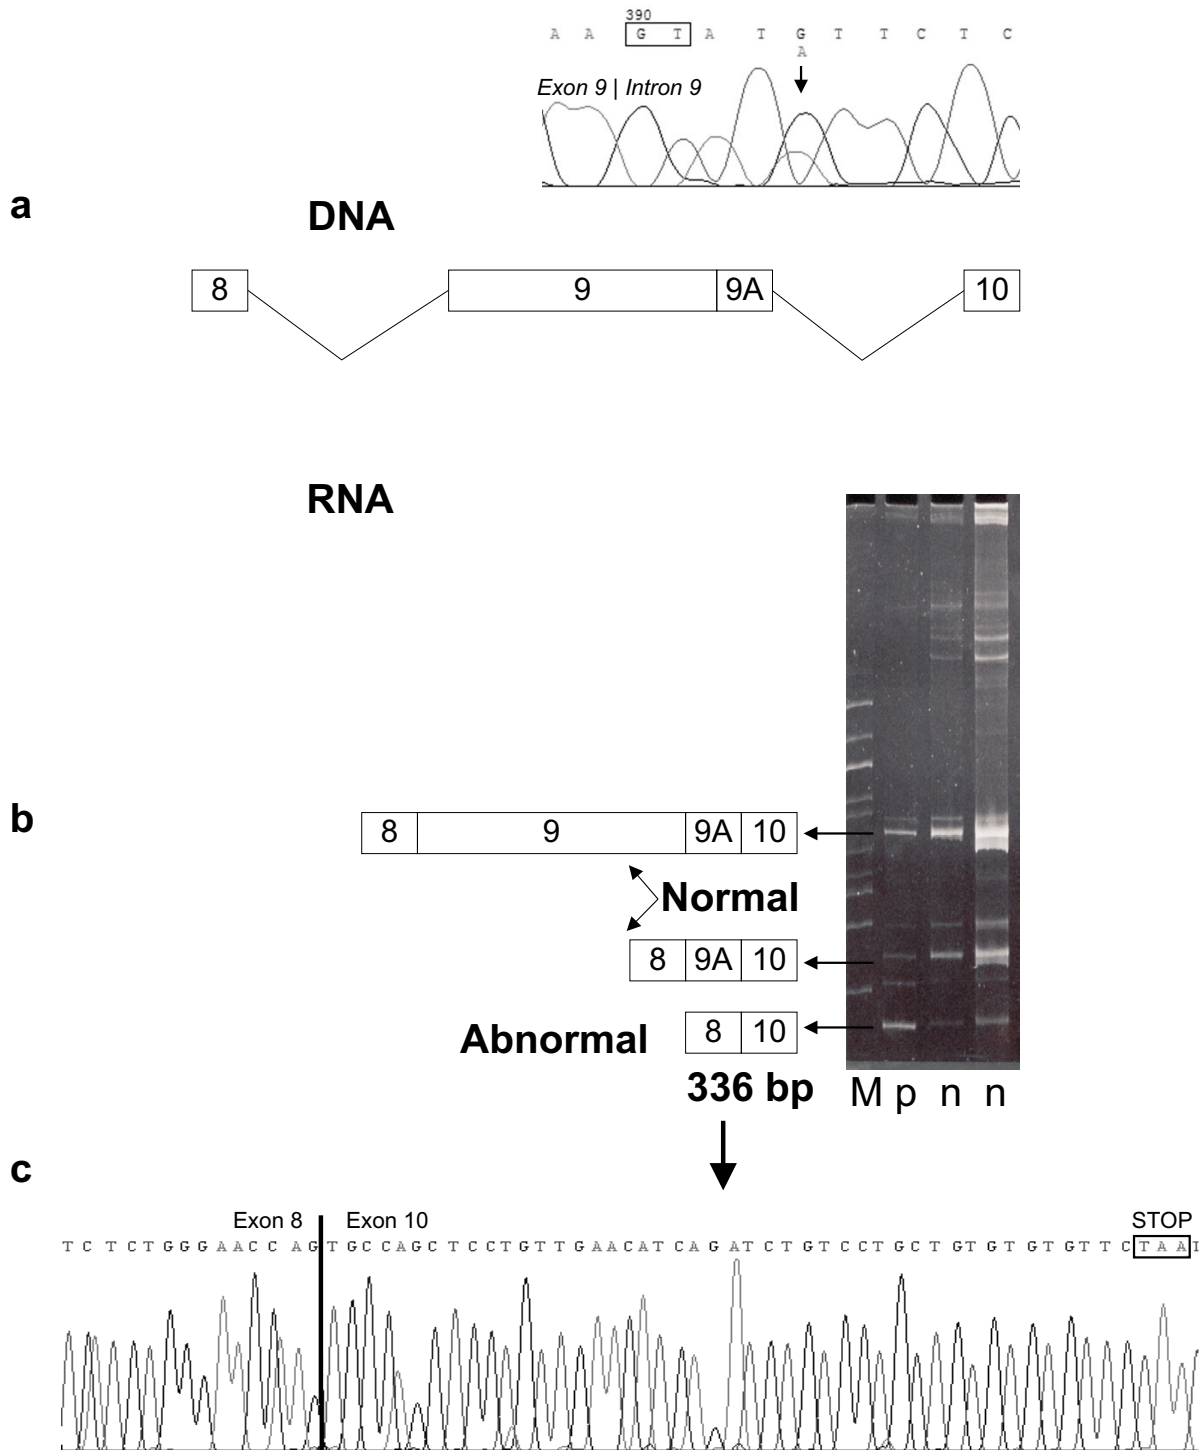 390
A A G T A T G T T C T C
A
Exon 9 | Intron 9
a
DNA
8 9 9A 10
RNA
b
8 9 9A 10
Normal
8 9A 10
Abnormal 8 10
336 bp M p n n
c
Exon 8 Exon 10 STOP
T C T C T G G G A A C C A G T G C C A G C T C C T G T T G A A C A T C A G A T C T G T C C T G C T G T G T G T G T T C T A A T